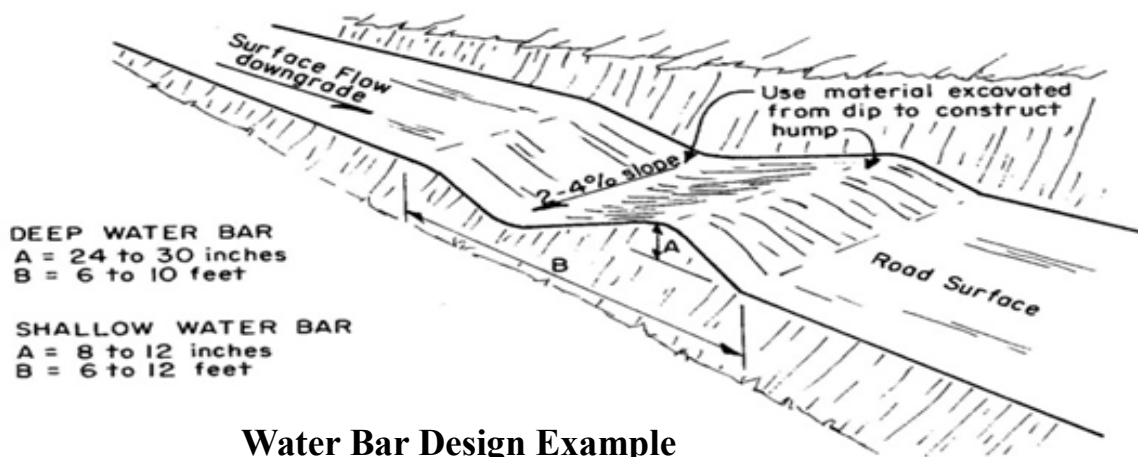 Surface Flow
downgrade
Use material excavated
from dip to construct
hump
2-4% slope
A
B
Road Surface
DEEP WATER BAR
A = 24 to 30 inches
B = 6 to 10 feet
SHALLOW WATER BAR
A = 8 to 12 inches
B = 6 to 12 feet
Water Bar Design Example